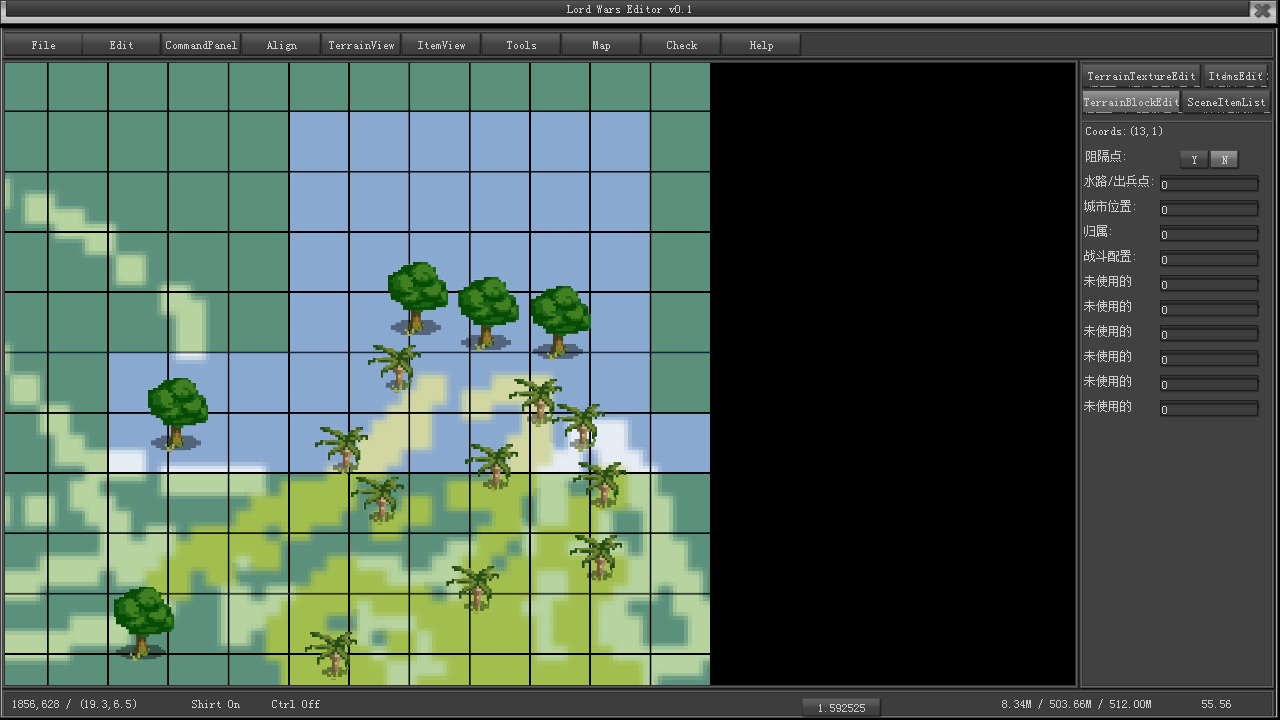 Lord Wars Editor v0.1
File Edit CommandPanel Align TerrainView ItemView Tools Map Check Help
TerrainTextureEdit ItemsEdit
TerrainBlockEdit SceneItemList
Coords:(13,1)
阻隔点: Y N
水路/出兵点: 0
城市位置: 0
归属: 0
战斗配置: 0
未使用的 0
未使用的 0
未使用的 0
未使用的 0
未使用的 0
未使用的 0
1856,628 / (19.3,6.5) Shirt On Ctrl Off 1.592525 8.34M / 503.66M / 512.00M 55.56